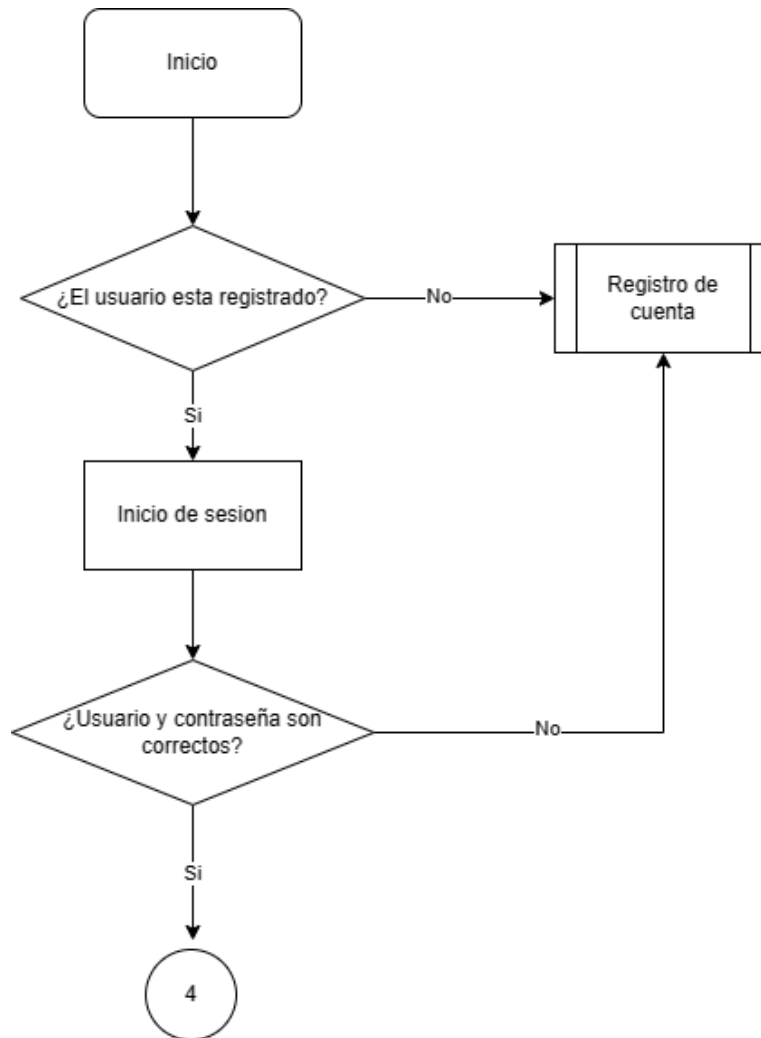 Inicio
¿El usuario esta registrado?
No
Registro de
cuenta
Si
Inicio de sesion
¿Usuario y contraseña son
correctos?
No
Si
4